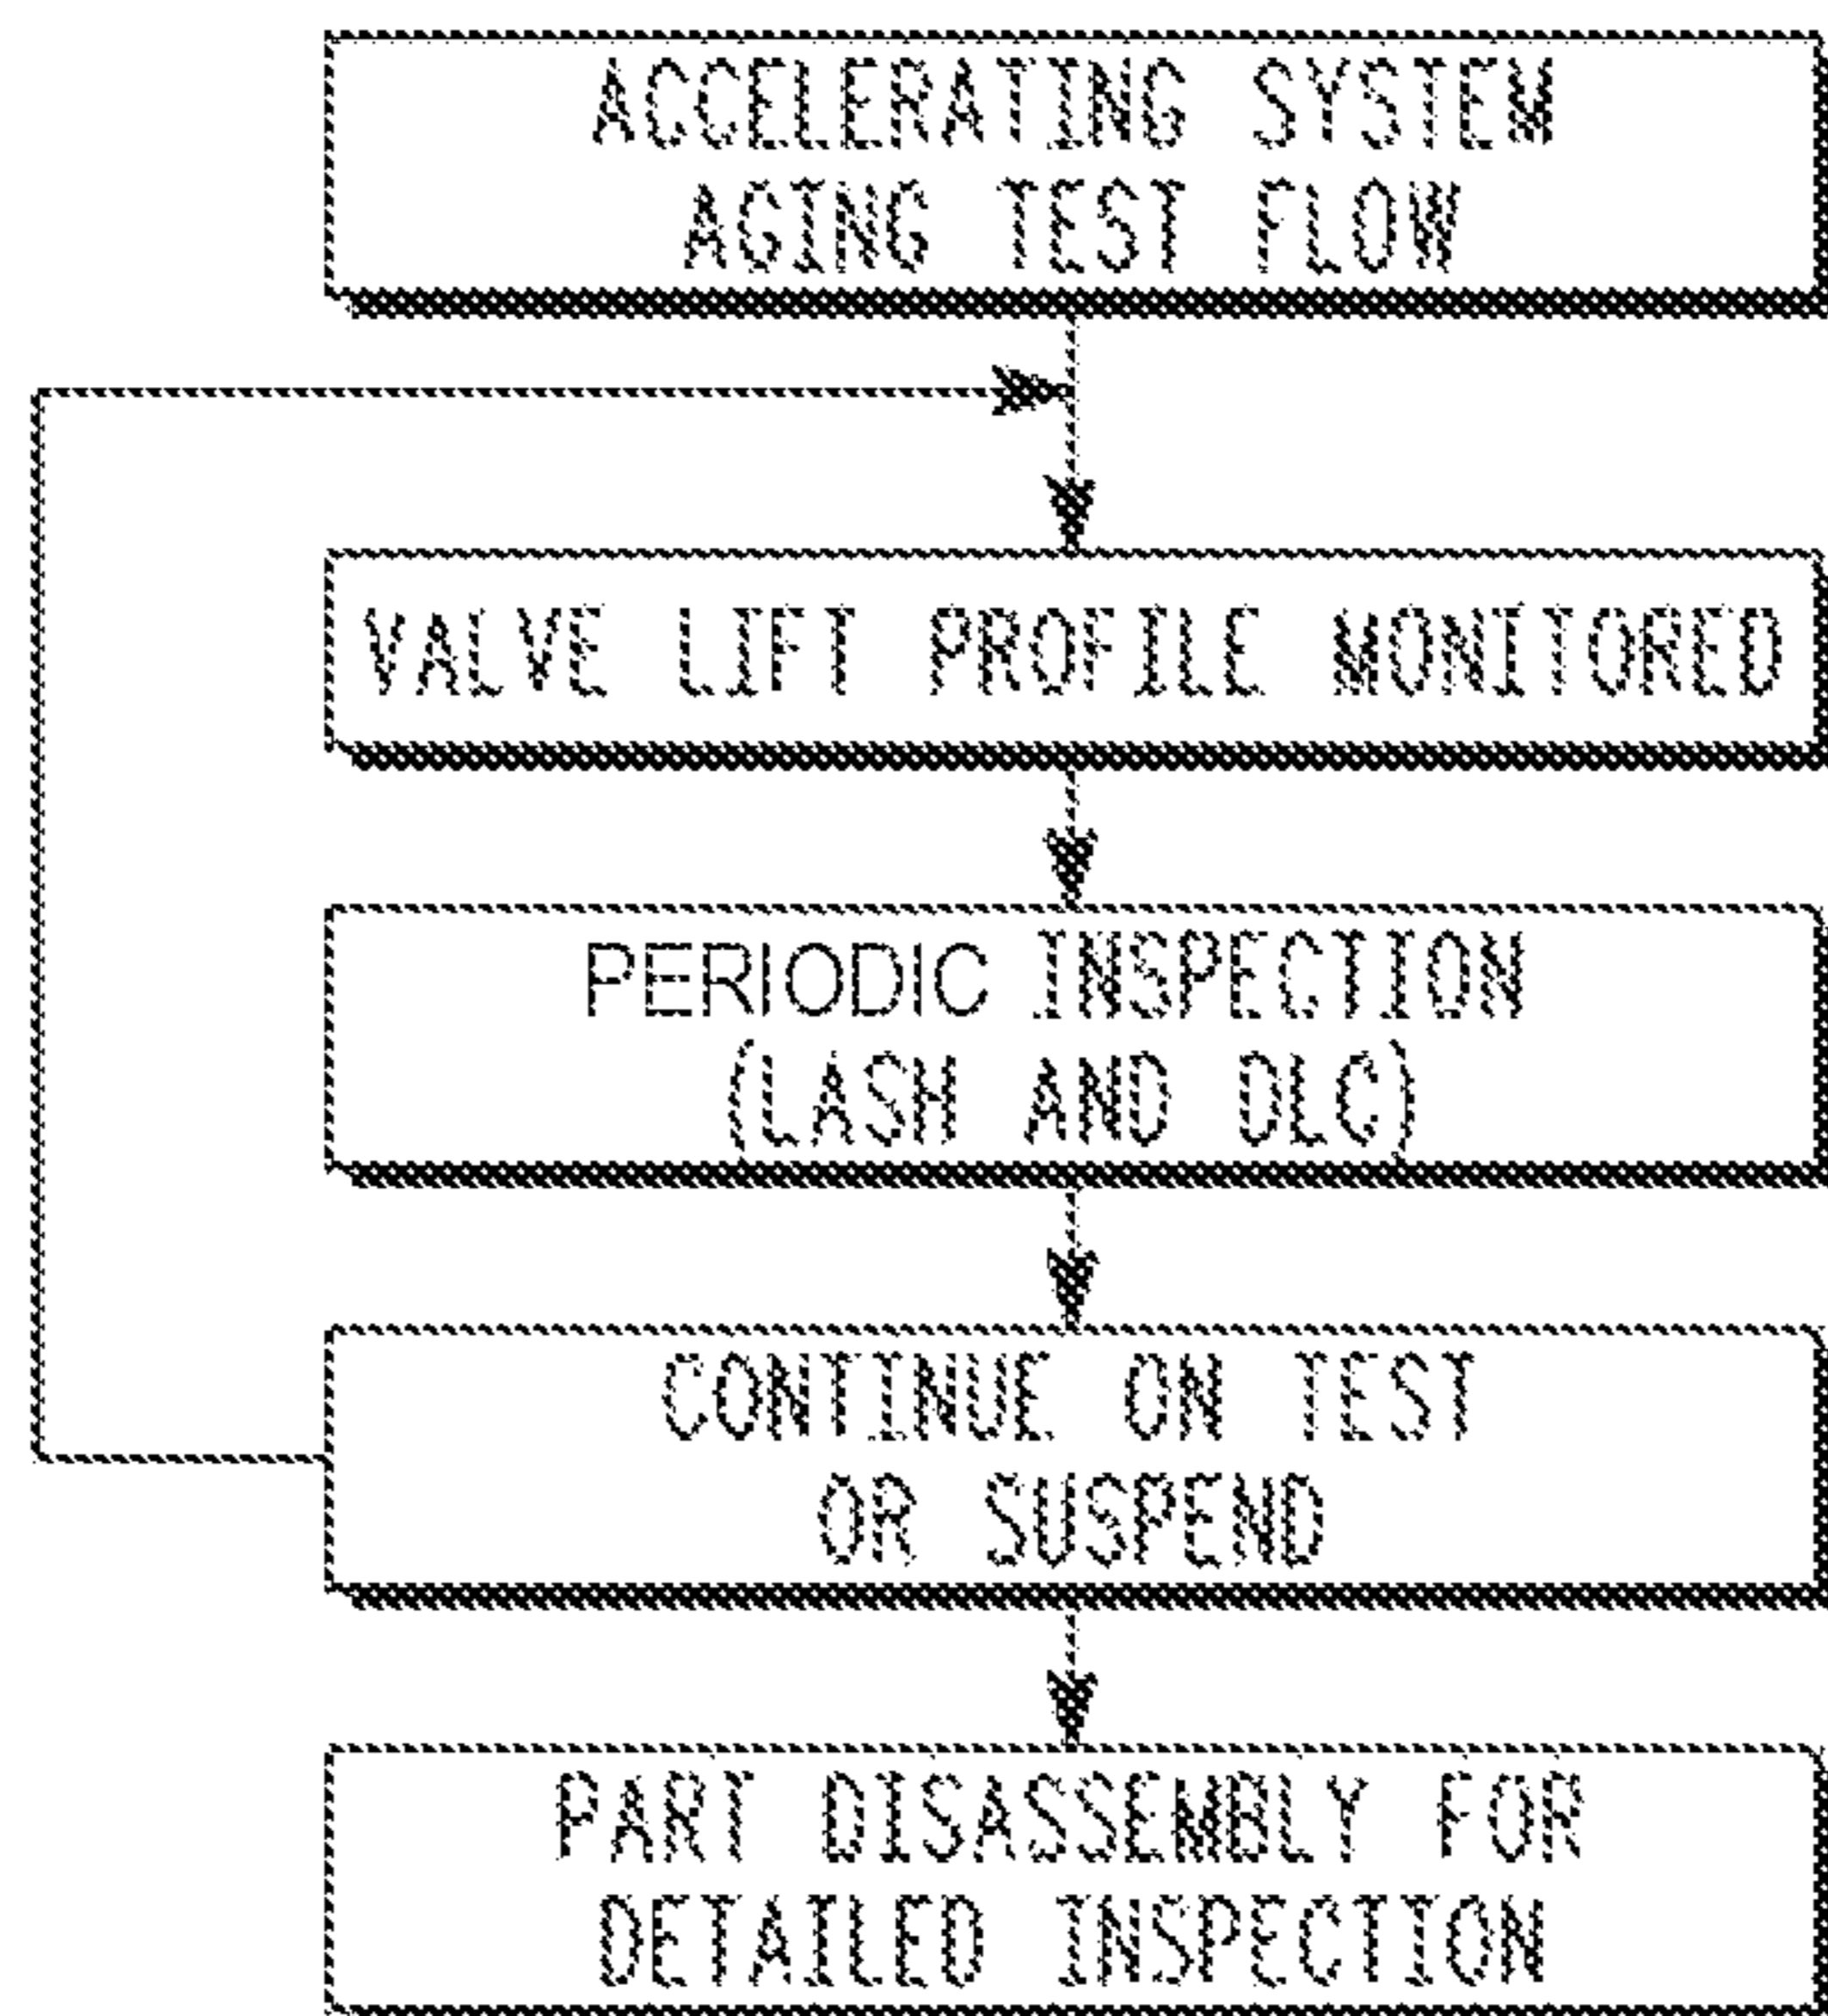 ACCELERATING SYSTEM
AGING TEST FLOW
VALVE LIFT PROFILE MONITORED
PERIODIC INSPECTION
(LASH AND DLC)
CONTINUE ON TEST
OR SUSPEND
PART DISASSEMBLY FOR
DETAILED INSPECTION